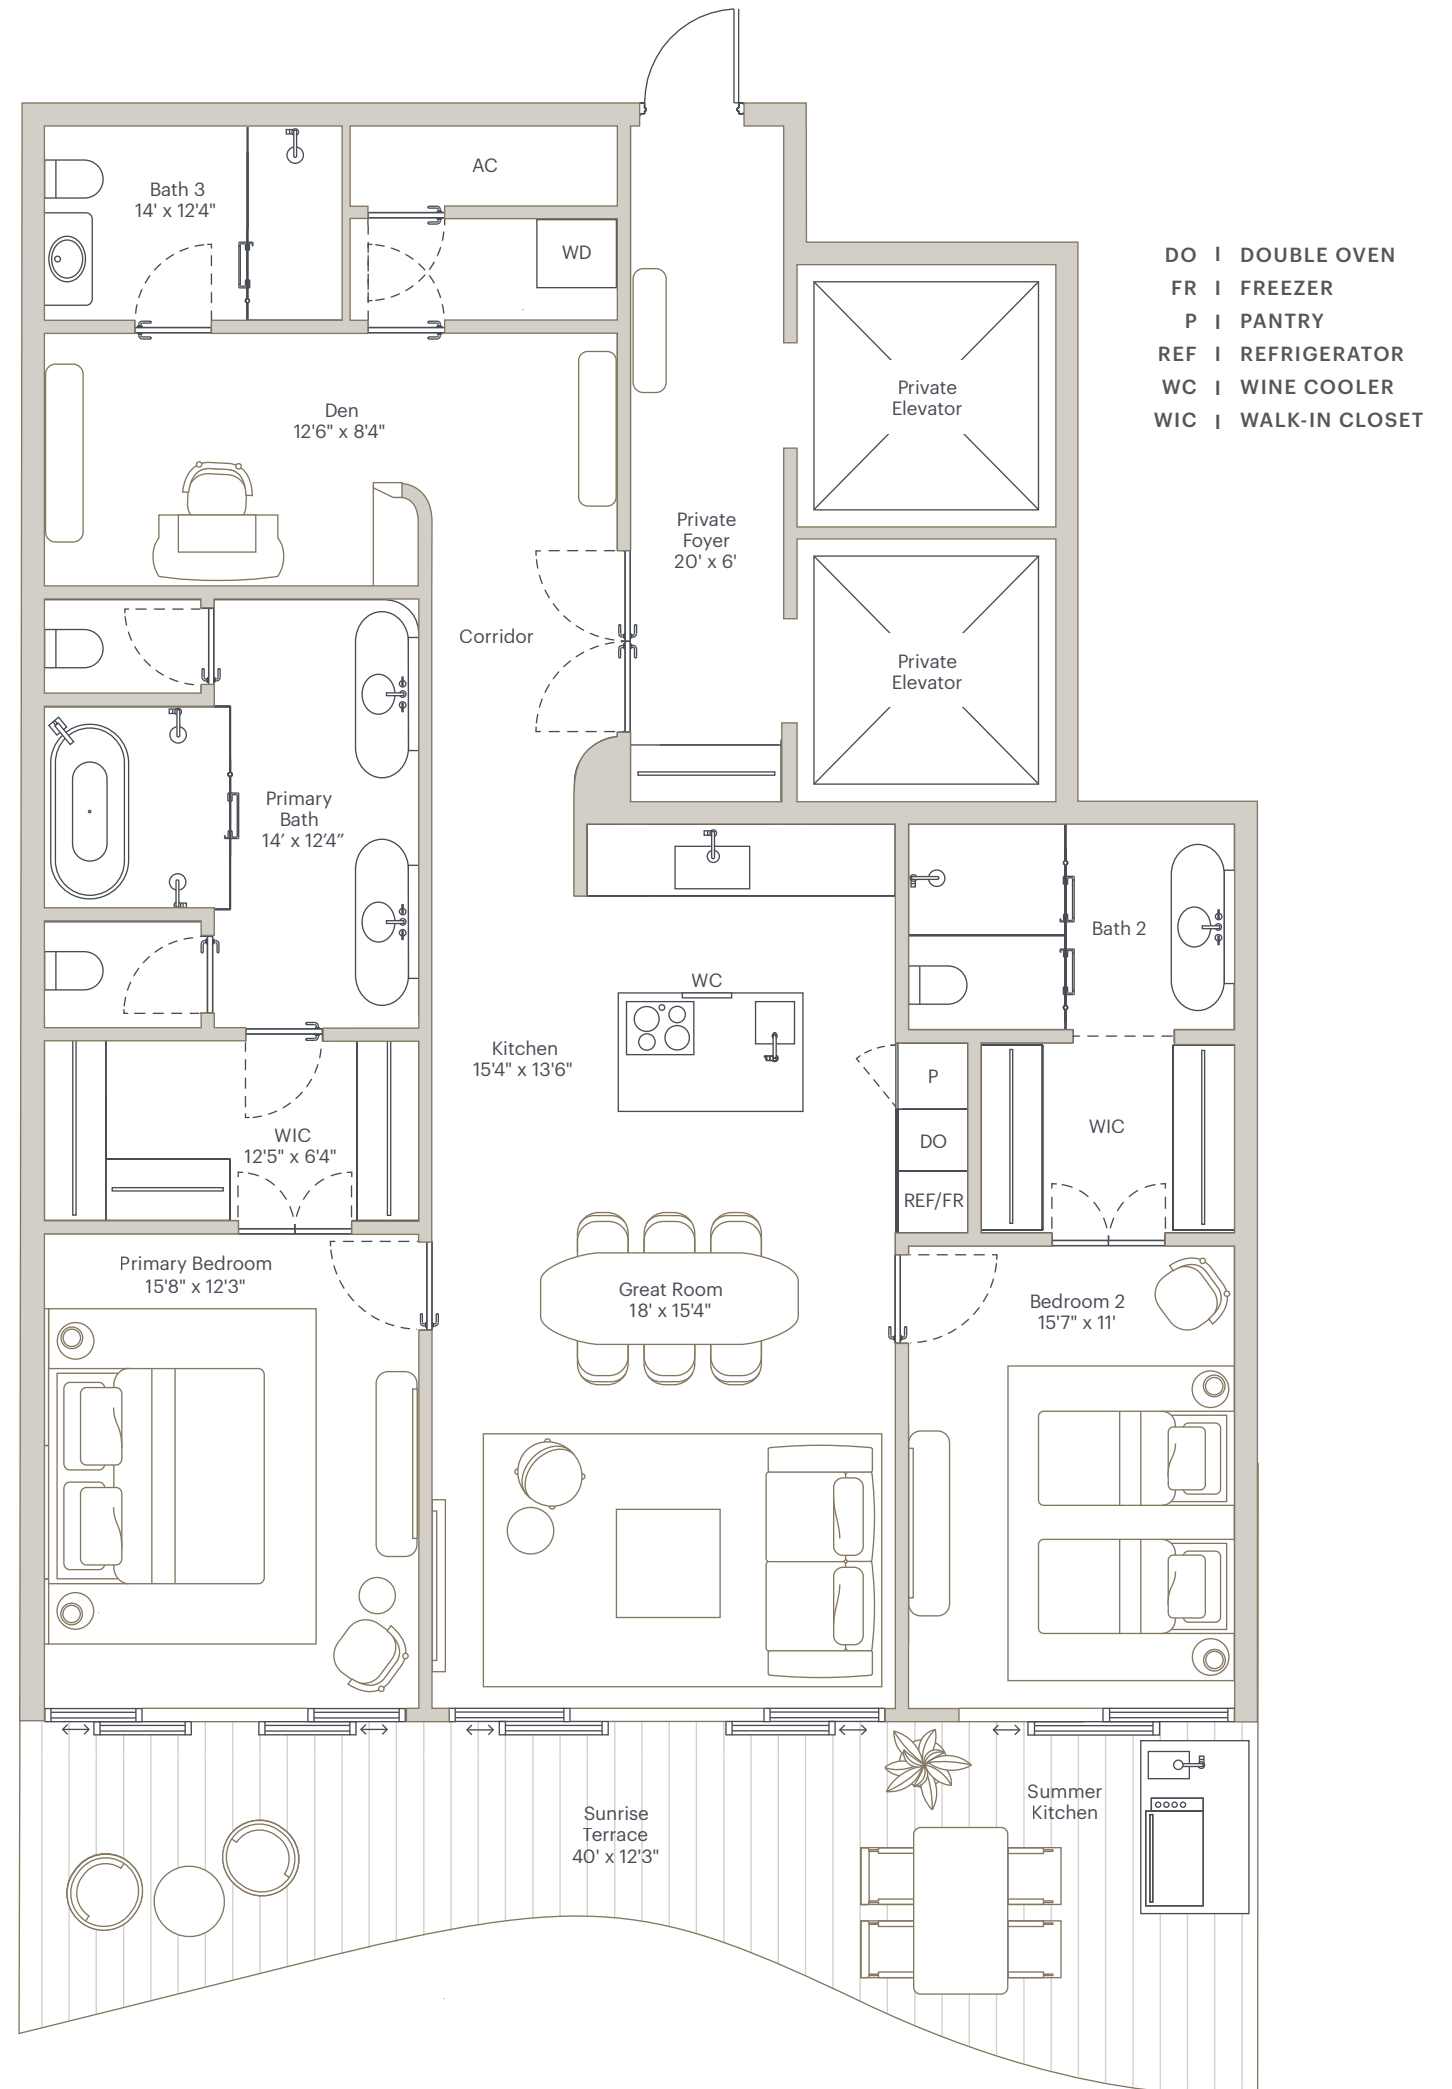 AC
Bath 3
14' x 12'4"
WD
DO | DOUBLE OVEN
FR | FREEZER
P | PANTRY
REF | REFRIGERATOR
WC | WINE COOLER
WIC | WALK-IN CLOSET
Private
Elevator
Den
12'6" x 8'4"
Private
Foyer
20' x 6'
Corridor
Private
Elevator
Primary
Bath
14’ x 12’4”
Bath 2
WC
Kitchen
15'4" x 13'6"
P
DO
REF/FR
WIC
WIC
12'5" x 6'4"
Primary Bedroom
15'8" x 12'3"
Great Room
18' x 15'4"
Bedroom 2
15'7" x 11'
Summer
Kitchen
Sunrise
Terrace
40' x 12'3"